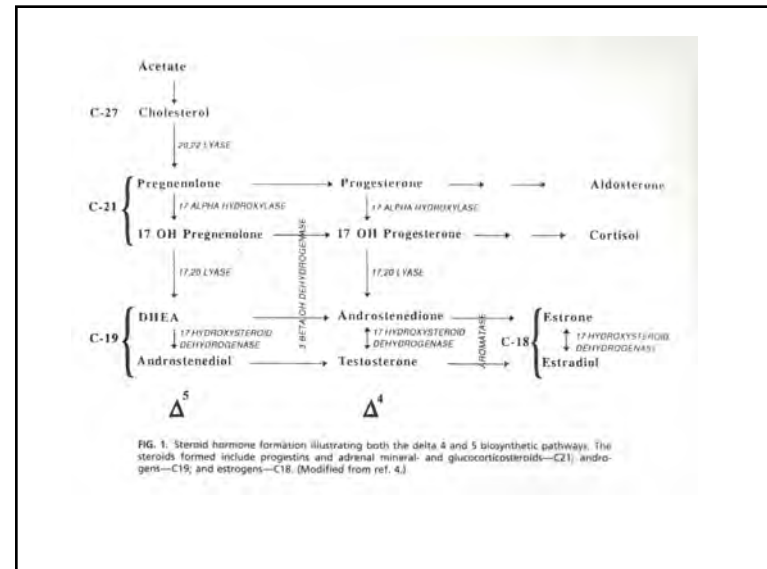 Acetate
C-27 Cholesterol
20,22 LYASE
Pregnenolone Progesterone Aldosterone
C-21 17 ALPHA HYDROXYLASE 17 ALPHA HYDROXYLASE
17 OH Pregnenolone 17 OH Progesterone Cortisol
3 BETA OH DEHYDROGENASE
17,20 LYASE 17,20 LYASE
DHEA Androstenedione Estrone
C-19 17 HYDROXYSTEROID DEHYDROGENASE 17 HYDROXYSTEROID DEHYDROGENASE AROMATASE C-18 17 HYDROXYSTEROID DEHYDROGENASE
Androstenediol Testosterone Estradiol
Δ5 Δ4
FIG. 1. Steroid hormone formation illustrating both the delta 4 and 5 biosynthetic pathways. The
steroids formed include progestins and adrenal mineral- and glucocorticosteroids—C21; andro-
gens—C19; and estrogens—C18. (Modified from ref. 4.)